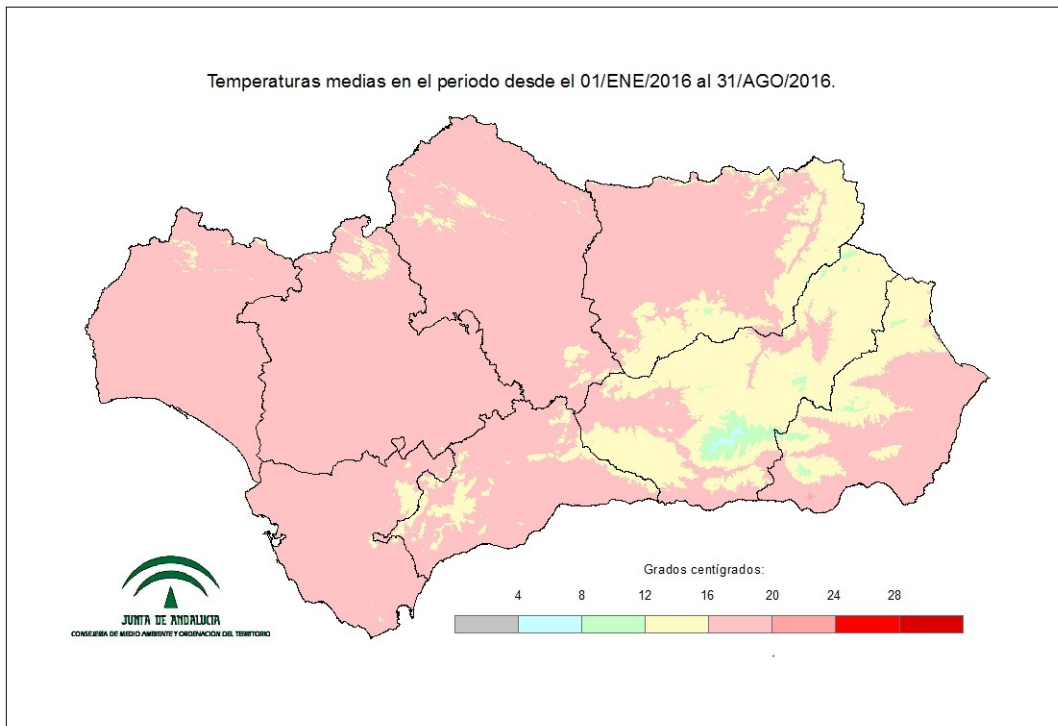 Temperaturas medias en el periodo desde el 01/ENE/2016 al 31/AGO/2016.
Grados centígrados:
4 8 12 16 20 24 28
JUNTA DE ANDALUCIA
CONSEJERÍA DE MEDIO AMBIENTE Y ORDENACIÓN DEL TERRITORIO